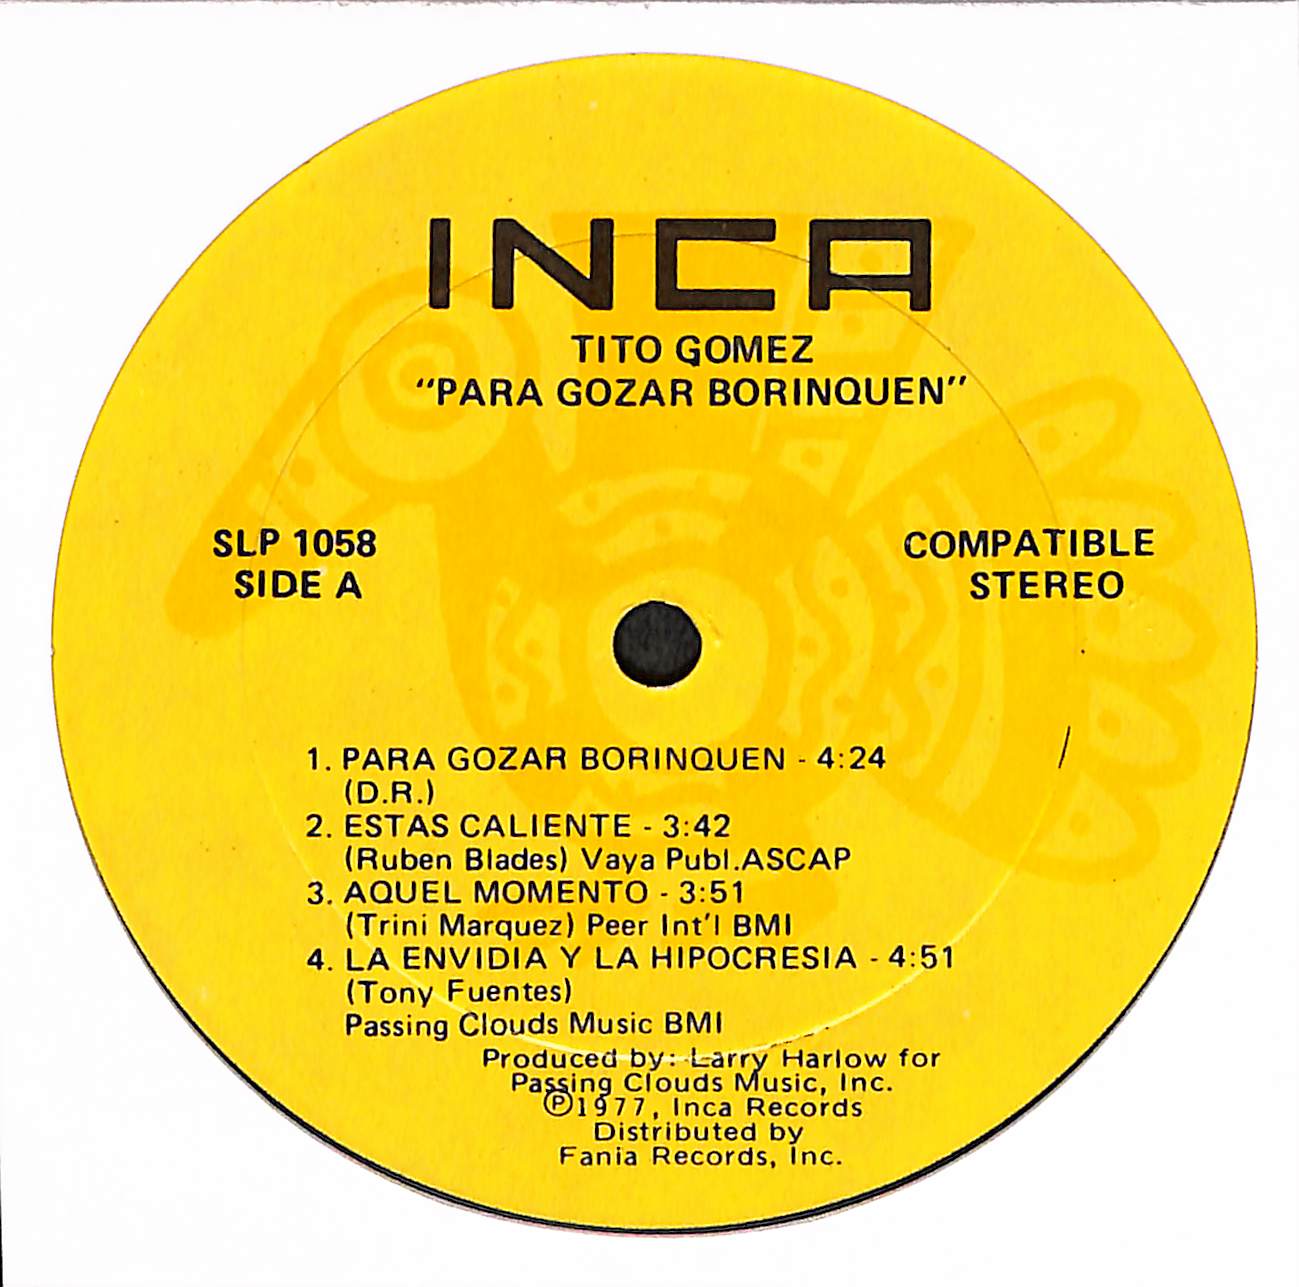 INCA
TITO GOMEZ
“PARA GOZAR BORINQUEN”
SLP 1058
SIDE A
COMPATIBLE
STEREO
1. PARA GOZAR BORINQUEN - 4:24
(D.R.)
2. ESTAS CALIENTE - 3:42
(Ruben Blades) Vaya Publ.ASCAP
3. AQUEL MOMENTO - 3:51
(Trini Marquez) Peer Int'l BMI
4. LA ENVIDIA Y LA HIPOCRESIA - 4:51
(Tony Fuentes)
Passing Clouds Music BMI
Produced by: Larry Harlow for
Passing Clouds Music, Inc.
Ⓟ1977, Inca Records
Distributed by
Fania Records, Inc.